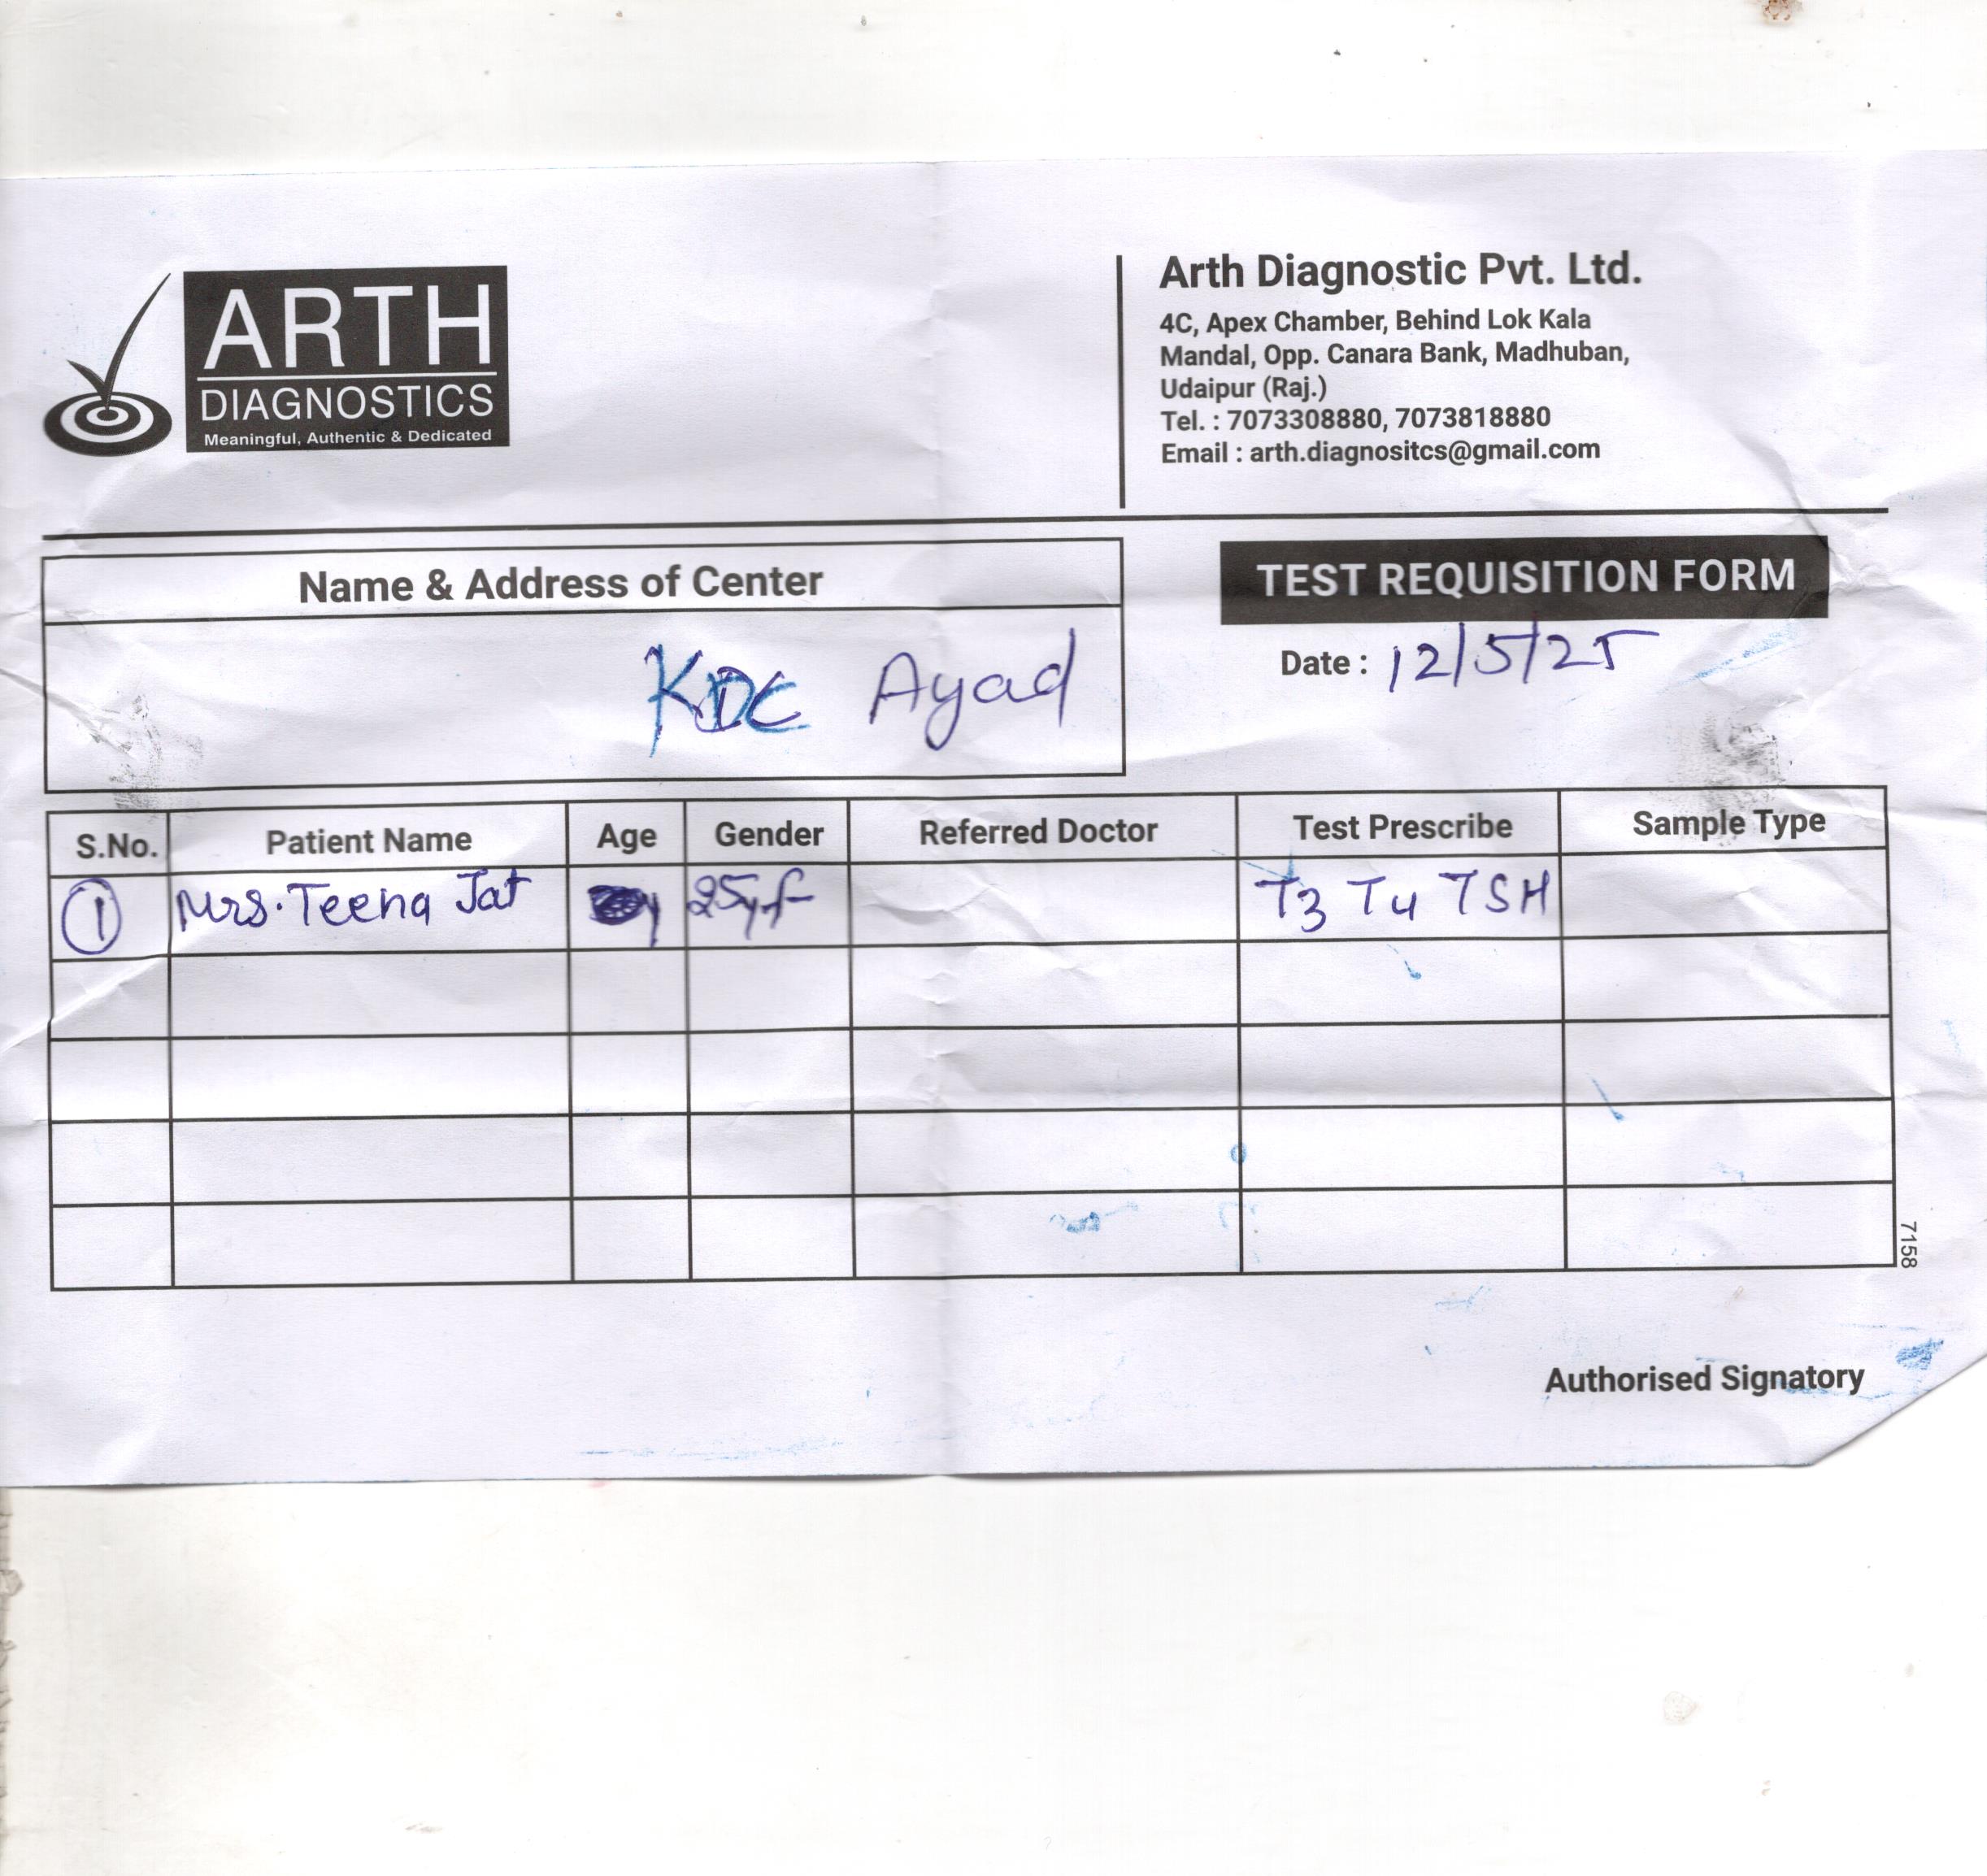 ARTH
DIAGNOSTICS
Meaningful, Authentic & Dedicated
Arth Diagnostic Pvt. Ltd.
4C, Apex Chamber, Behind Lok Kala
Mandal, Opp. Canara Bank, Madhuban,
Udaipur (Raj.)
Tel. : 7073308880, 7073818880
Email : arth.diagnositcs@gmail.com
Name & Address of Center
KDC Ayad
TEST REQUISITION FORM
Date : 12/5/25
S.No. Patient Name Age Gender Referred Doctor Test Prescribe Sample Type
1 Mrs. Teena Jat 25y f T3 T4 TSH
7158
Authorised Signatory